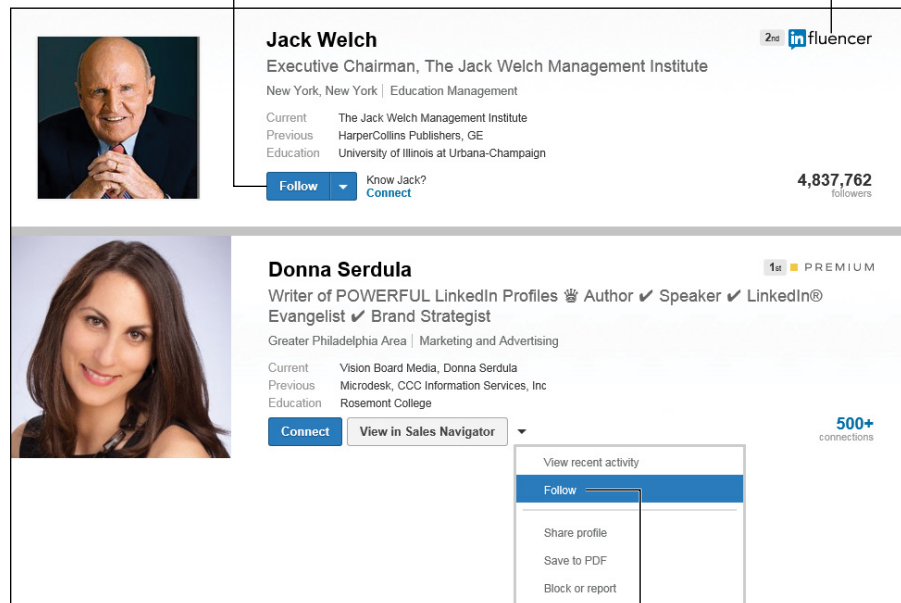 Jack Welch
2nd influencer
Executive Chairman, The Jack Welch Management Institute
New York, New York | Education Management
Current The Jack Welch Management Institute
Previous HarperCollins Publishers, GE
Education University of Illinois at Urbana-Champaign
Follow Know Jack?
Connect
4,837,762
followers
Donna Serdula
1st PREMIUM
Writer of POWERFUL LinkedIn Profiles ♕ Author ✔ Speaker ✔ LinkedIn®
Evangelist ✔ Brand Strategist
Greater Philadelphia Area | Marketing and Advertising
Current Vision Board Media, Donna Serdula
Previous Microdesk, CCC Information Services, Inc
Education Rosemont College
Connect View in Sales Navigator
500+
connections
View recent activity
Follow
Share profile
Save to PDF
Block or report